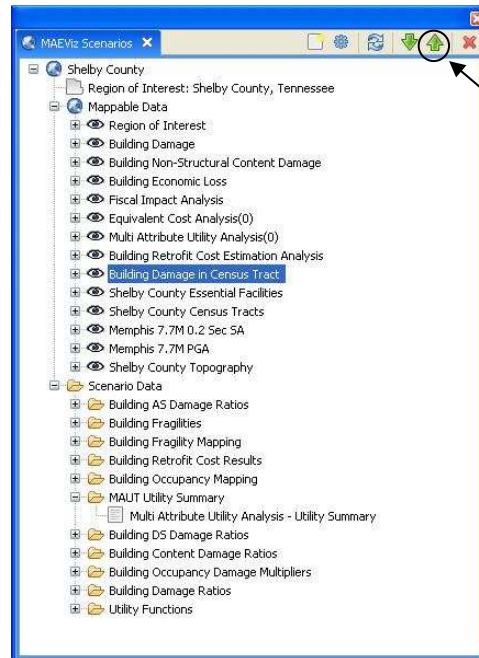 MAEViz Scenarios
Shelby County
Region of Interest: Shelby County, Tennessee
Mappable Data
Region of Interest
Building Damage
Building Non-Structural Content Damage
Building Economic Loss
Fiscal Impact Analysis
Equivalent Cost Analysis(0)
Multi Attribute Utility Analysis(0)
Building Retrofit Cost Estimation Analysis
Building Damage in Census Tract
Shelby County Essential Facilities
Shelby County Census Tracts
Memphis 7.7M 0.2 Sec SA
Memphis 7.7M PGA
Shelby County Topography
Scenario Data
Building AS Damage Ratios
Building Fragilities
Building Fragility Mapping
Building Retrofit Cost Results
Building Occupancy Mapping
MAUT Utility Summary
Multi Attribute Utility Analysis - Utility Summary
Building DS Damage Ratios
Building Content Damage Ratios
Building Occupancy Damage Multipliers
Building Damage Ratios
Utility Functions